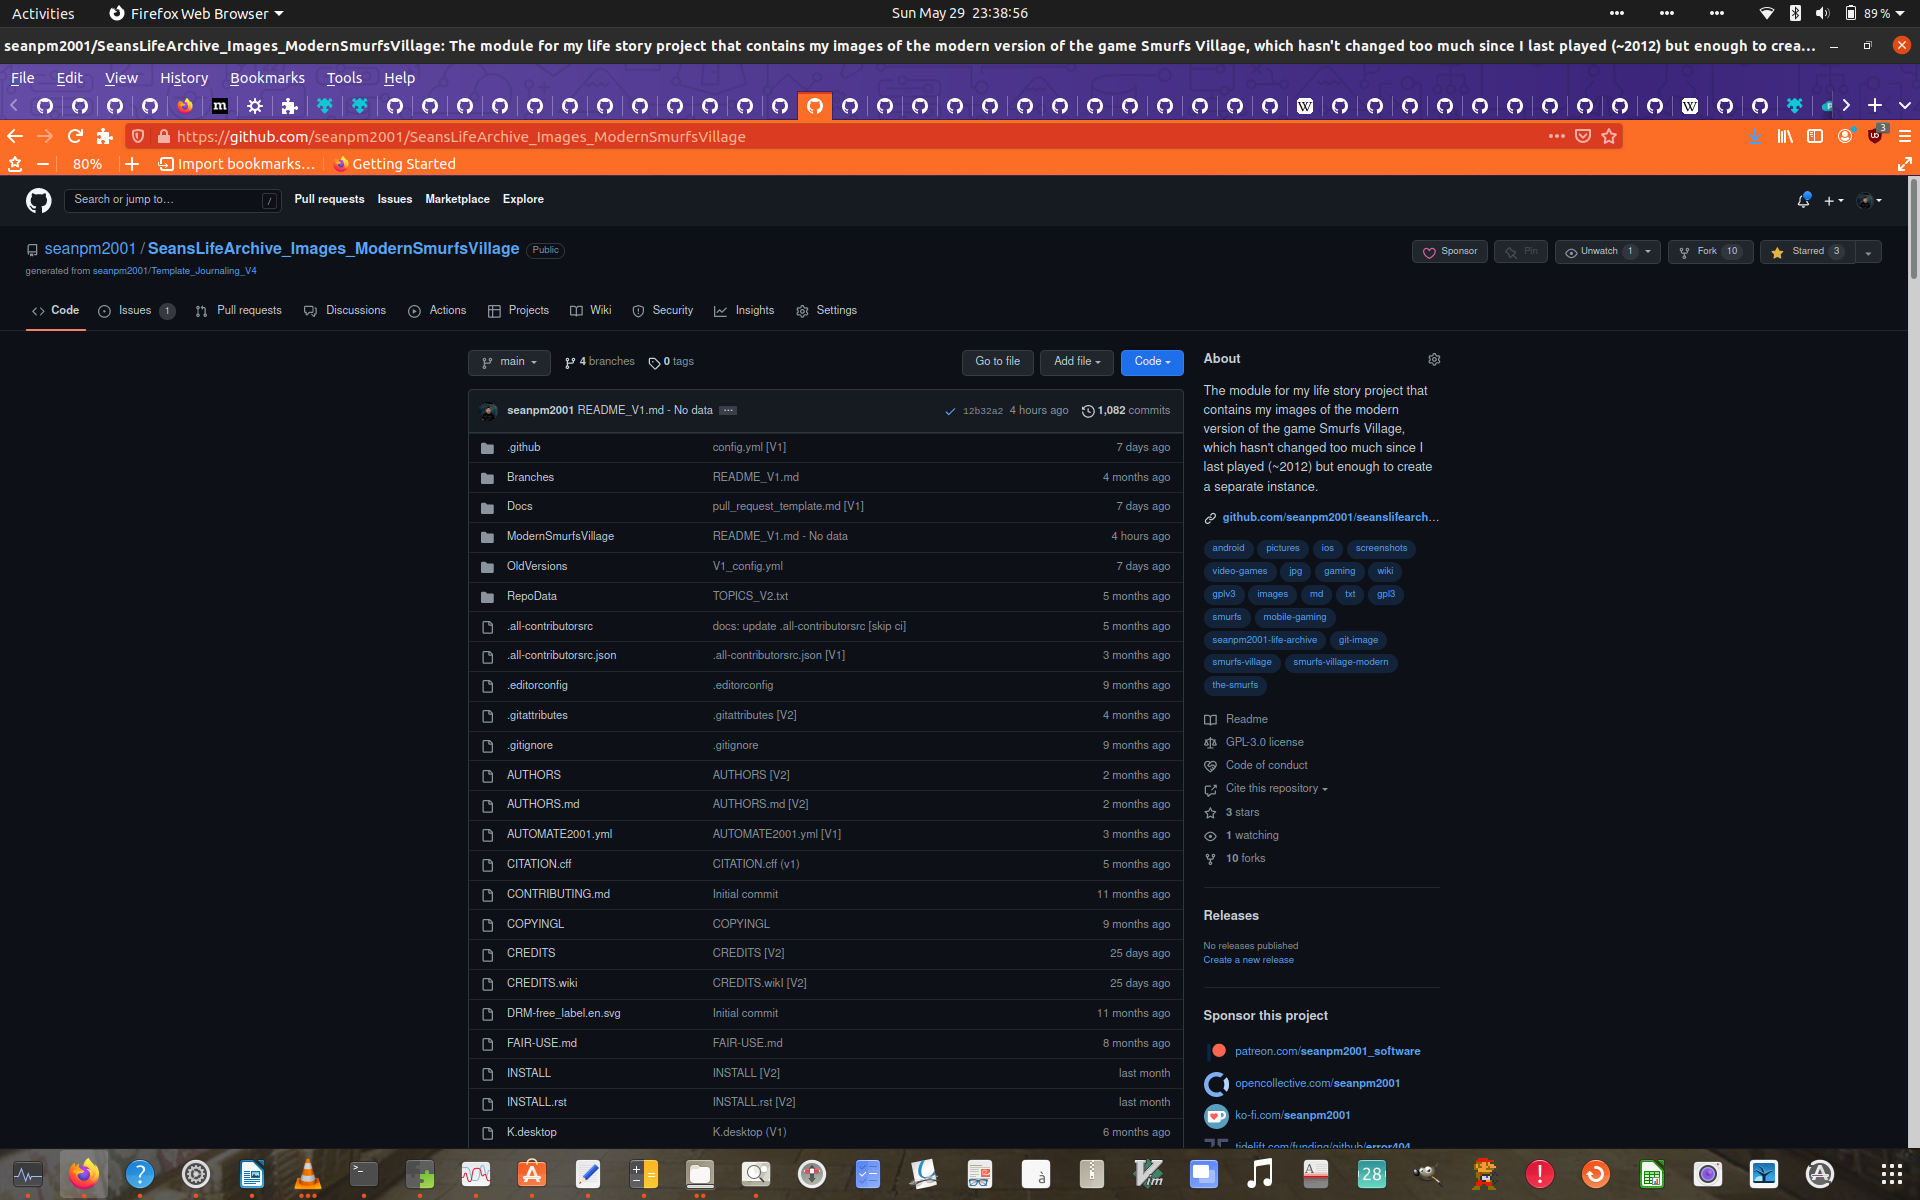 Activities
Firefox Web Browser
Sun May 29 23:38:56
89 %
seanpm2001/SeansLifeArchive_Images_ModernSmurfsVillage: The module for my life story project that contains my images of the modern version of the game Smurfs Village, which hasn't changed too much since I last played (~2012) but enough to crea...
File Edit View History Bookmarks Tools Help
https://github.com/seanpm2001/SeansLifeArchive_Images_ModernSmurfsVillage
3
80%
Import bookmarks...
Getting Started
Search or jump to... /
Pull requests Issues Marketplace Explore
seanpm2001 / SeansLifeArchive_Images_ModernSmurfsVillage Public
Sponsor Pin Unwatch 1 Fork 10 Starred 3
generated from seanpm2001/Template_Journaling_V4
Code Issues 1 Pull requests Discussions Actions Projects Wiki Security Insights Settings
main 4 branches 0 tags Go to file Add file Code
seanpm2001 README_V1.md - No data ... 12b32a2 4 hours ago 1,082 commits
.github config.yml [V1] 7 days ago
Branches README_V1.md 4 months ago
Docs pull_request_template.md [V1] 7 days ago
ModernSmurfsVillage README_V1.md - No data 4 hours ago
OldVersions V1_config.yml 7 days ago
RepoData TOPICS_V2.txt 5 months ago
.all-contributorsrc docs: update .all-contributorsrc [skip ci] 5 months ago
.all-contributorsrc.json .all-contributorsrc.json [V1] 3 months ago
.editorconfig .editorconfig 9 months ago
.gitattributes .gitattributes [V2] 4 months ago
.gitignore .gitignore 9 months ago
AUTHORS AUTHORS [V2] 2 months ago
AUTHORS.md AUTHORS.md [V2] 2 months ago
AUTOMATE2001.yml AUTOMATE2001.yml [V1] 3 months ago
CITATION.cff CITATION.cff (v1) 5 months ago
CONTRIBUTING.md Initial commit 11 months ago
COPYINGL COPYINGL 9 months ago
CREDITS CREDITS [V2] 25 days ago
CREDITS.wiki CREDITS.wikI [V2] 25 days ago
DRM-free_label.en.svg Initial commit 11 months ago
FAIR-USE.md FAIR-USE.md 8 months ago
INSTALL INSTALL [V2] last month
INSTALL.rst INSTALL.rst [V2] last month
K.desktop K.desktop (V1) 6 months ago
About
The module for my life story project that
contains my images of the modern
version of the game Smurfs Village,
which hasn't changed too much since I
last played (~2012) but enough to create
a separate instance.
github.com/seanpm2001/seanslifearch...
android pictures ios screenshots
video-games jpg gaming wiki
gplv3 images md txt gpl3
smurfs mobile-gaming
seanpm2001-life-archive git-image
smurfs-village smurfs-village-modern
the-smurfs
Readme
GPL-3.0 license
Code of conduct
Cite this repository
3 stars
1 watching
10 forks
Releases
No releases published
Create a new release
Sponsor this project
patreon.com/seanpm2001_software
opencollective.com/seanpm2001
ko-fi.com/seanpm2001
tidelift.com/funding/github/error404
28